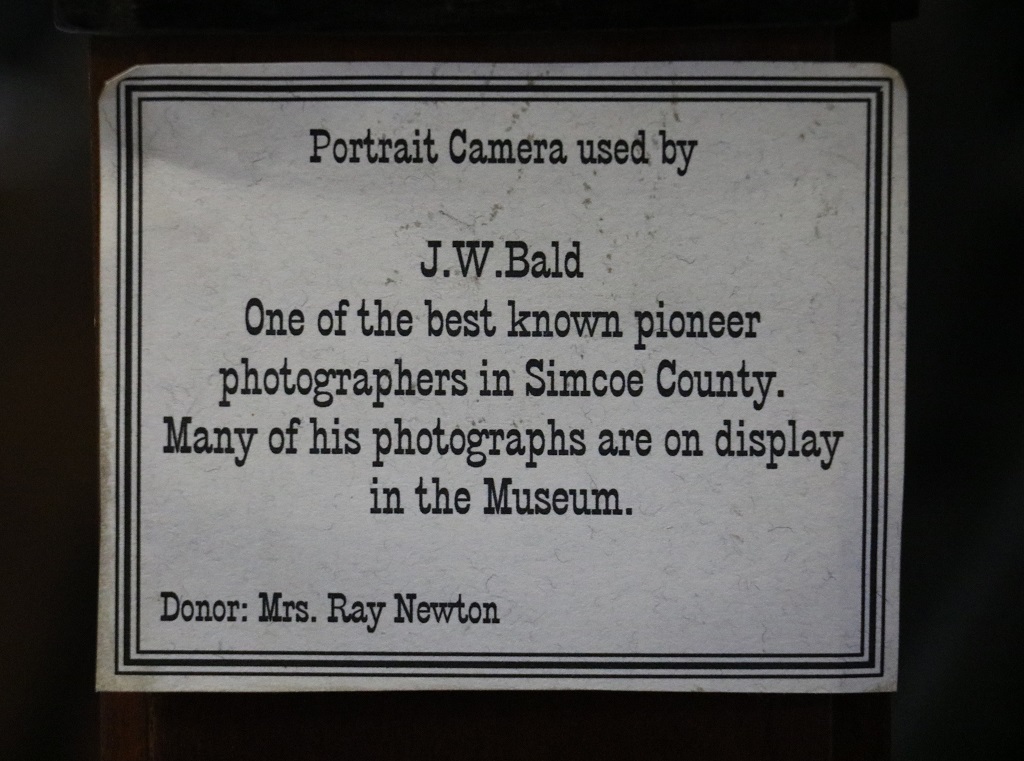 Portrait Camera used by
J.W.Bald
One of the best known pioneer
photographers in Simcoe County.
Many of his photographs are on display
in the Museum.
Donor: Mrs. Ray Newton